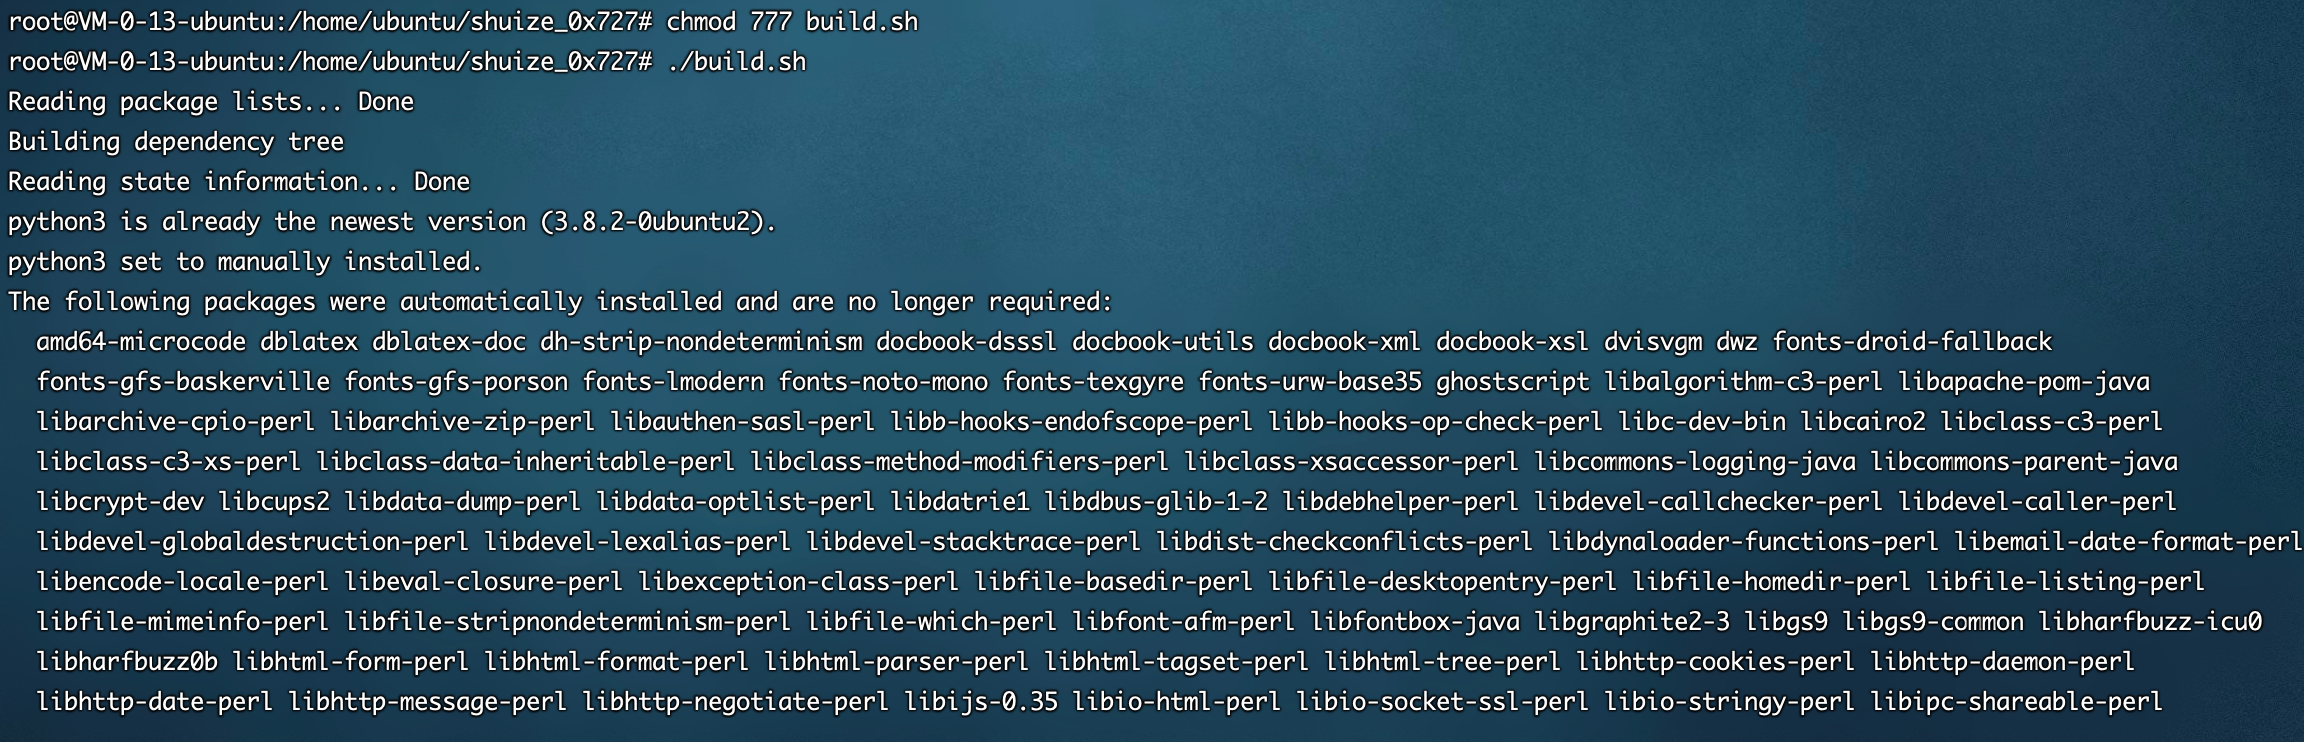 root@VM-0-13-ubuntu:/home/ubuntu/shuize_0x727# chmod 777 build.sh
root@VM-0-13-ubuntu:/home/ubuntu/shuize_0x727# ./build.sh
Reading package lists... Done
Building dependency tree
Reading state information... Done
python3 is already the newest version (3.8.2-0ubuntu2).
python3 set to manually installed.
The following packages were automatically installed and are no longer required:
  amd64-microcode dblatex dblatex-doc dh-strip-nondeterminism docbook-dsssl docbook-utils docbook-xml docbook-xsl dvisvgm dwz fonts-droid-fallback
  fonts-gfs-baskerville fonts-gfs-porson fonts-lmodern fonts-noto-mono fonts-texgyre fonts-urw-base35 ghostscript libalgorithm-c3-perl libapache-pom-java
  libarchive-cpio-perl libarchive-zip-perl libauthen-sasl-perl libb-hooks-endofscope-perl libb-hooks-op-check-perl libc-dev-bin libcairo2 libclass-c3-perl
  libclass-c3-xs-perl libclass-data-inheritable-perl libclass-method-modifiers-perl libclass-xsaccessor-perl libcommons-logging-java libcommons-parent-java
  libcrypt-dev libcups2 libdata-dump-perl libdata-optlist-perl libdatrie1 libdbus-glib-1-2 libdebhelper-perl libdevel-callchecker-perl libdevel-caller-perl
  libdevel-globaldestruction-perl libdevel-lexalias-perl libdevel-stacktrace-perl libdist-checkconflicts-perl libdynaloader-functions-perl libemail-date-format-perl
  libencode-locale-perl libeval-closure-perl libexception-class-perl libfile-basedir-perl libfile-desktopentry-perl libfile-homedir-perl libfile-listing-perl
  libfile-mimeinfo-perl libfile-stripnondeterminism-perl libfile-which-perl libfont-afm-perl libfontbox-java libgraphite2-3 libgs9 libgs9-common libharfbuzz-icu0
  libharfbuzz0b libhtml-form-perl libhtml-format-perl libhtml-parser-perl libhtml-tagset-perl libhtml-tree-perl libhttp-cookies-perl libhttp-daemon-perl
  libhttp-date-perl libhttp-message-perl libhttp-negotiate-perl libijs-0.35 libio-html-perl libio-socket-ssl-perl libio-stringy-perl libipc-shareable-perl